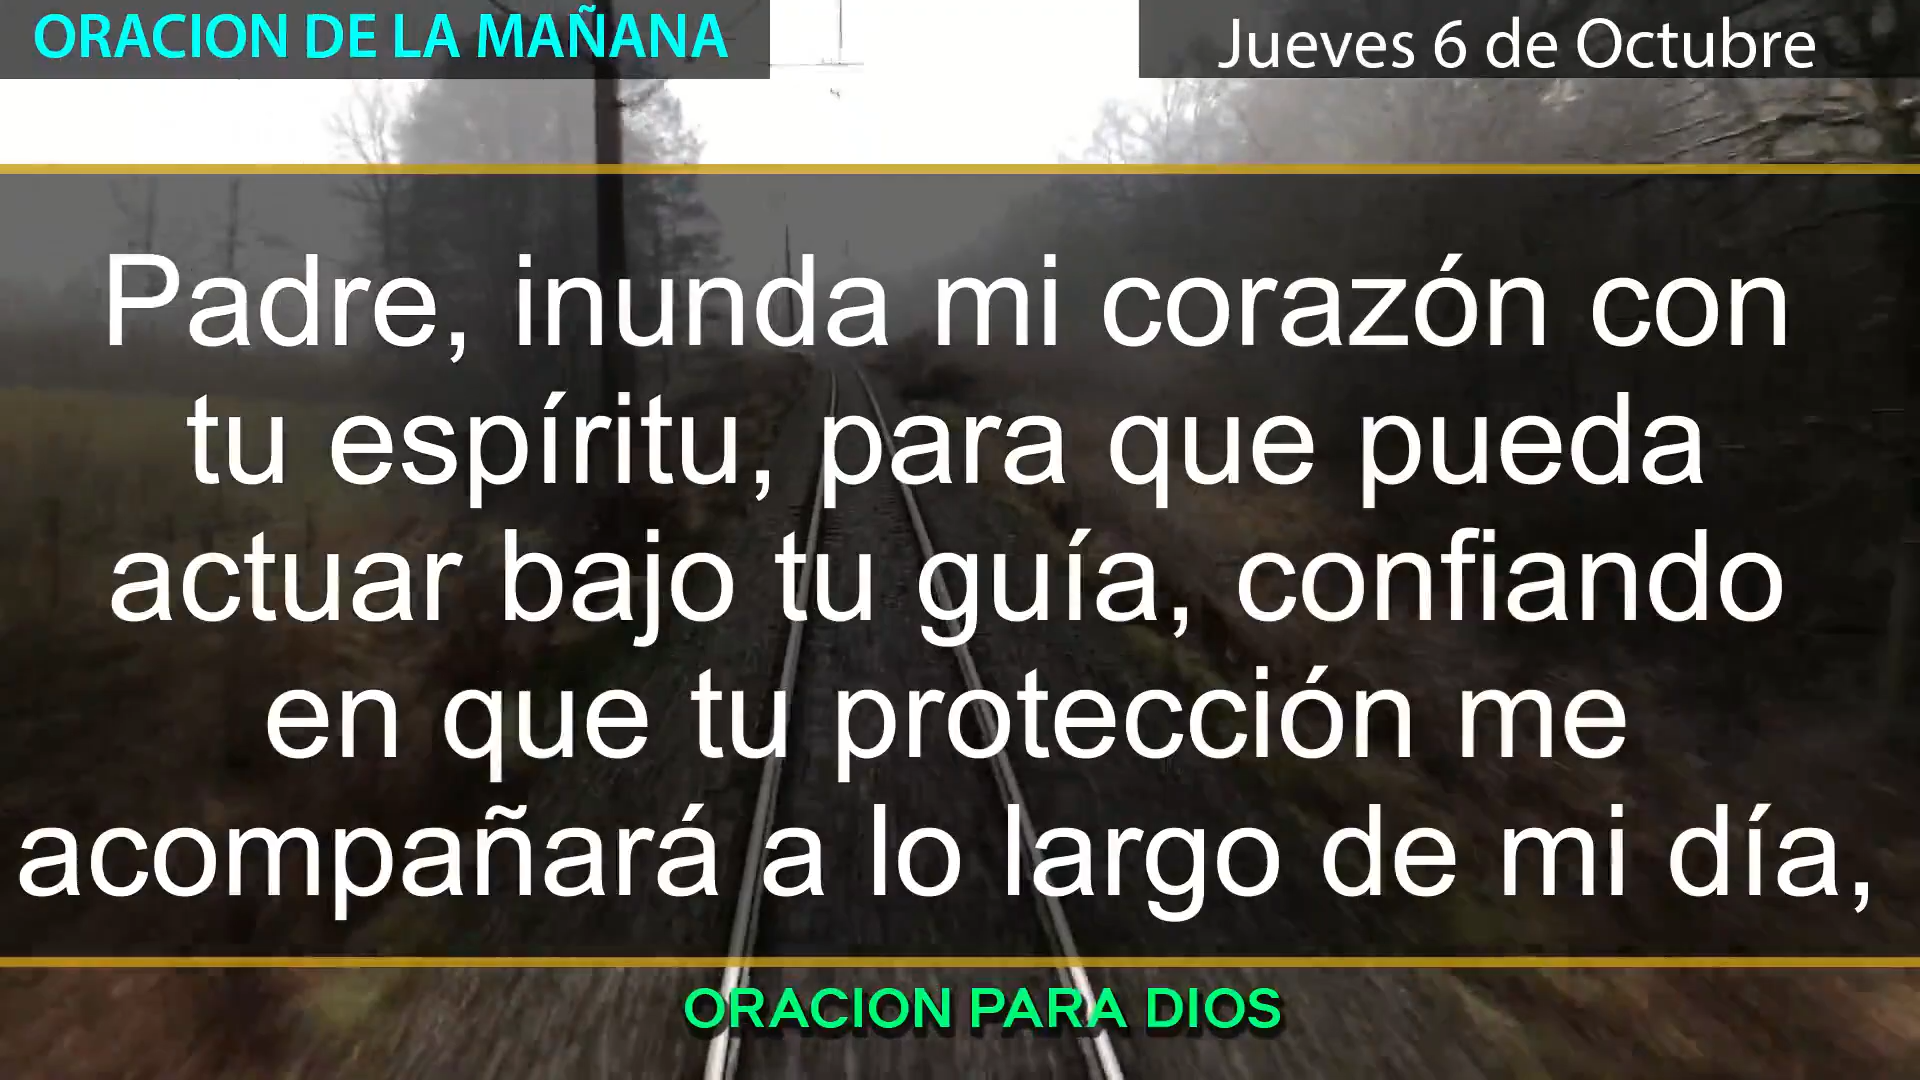 ORACION DE LA MAÑANA
Jueves 6 de Octubre
Padre, inunda mi corazón con
tu espíritu, para que pueda
actuar bajo tu guía, confiando
en que tu protección me
acompañará a lo largo de mi día,
ORACION PARA DIOS